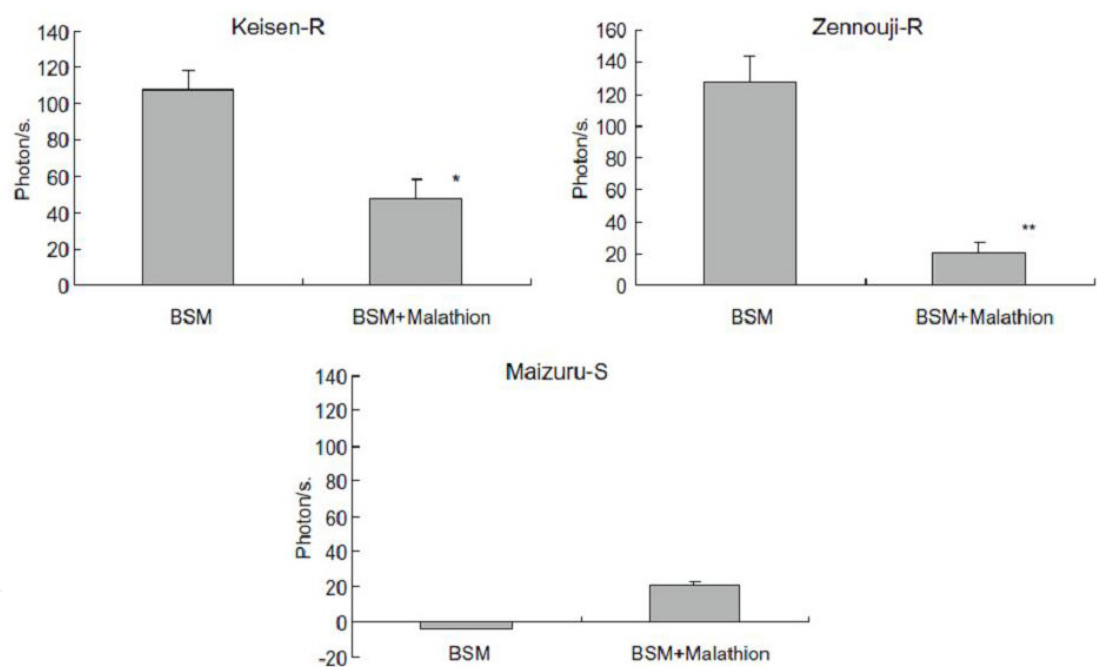 Keisen-R
140
120
100
80
60
40
20
0
Photon/s.
*
BSM
BSM+Malathion
Zennouji-R
160
140
120
100
80
60
40
20
0
Photon/s.
**
BSM
BSM+Malathion
Maizuru-S
140
120
100
80
60
40
20
0
-20
Photon/s.
BSM
BSM+Malathion